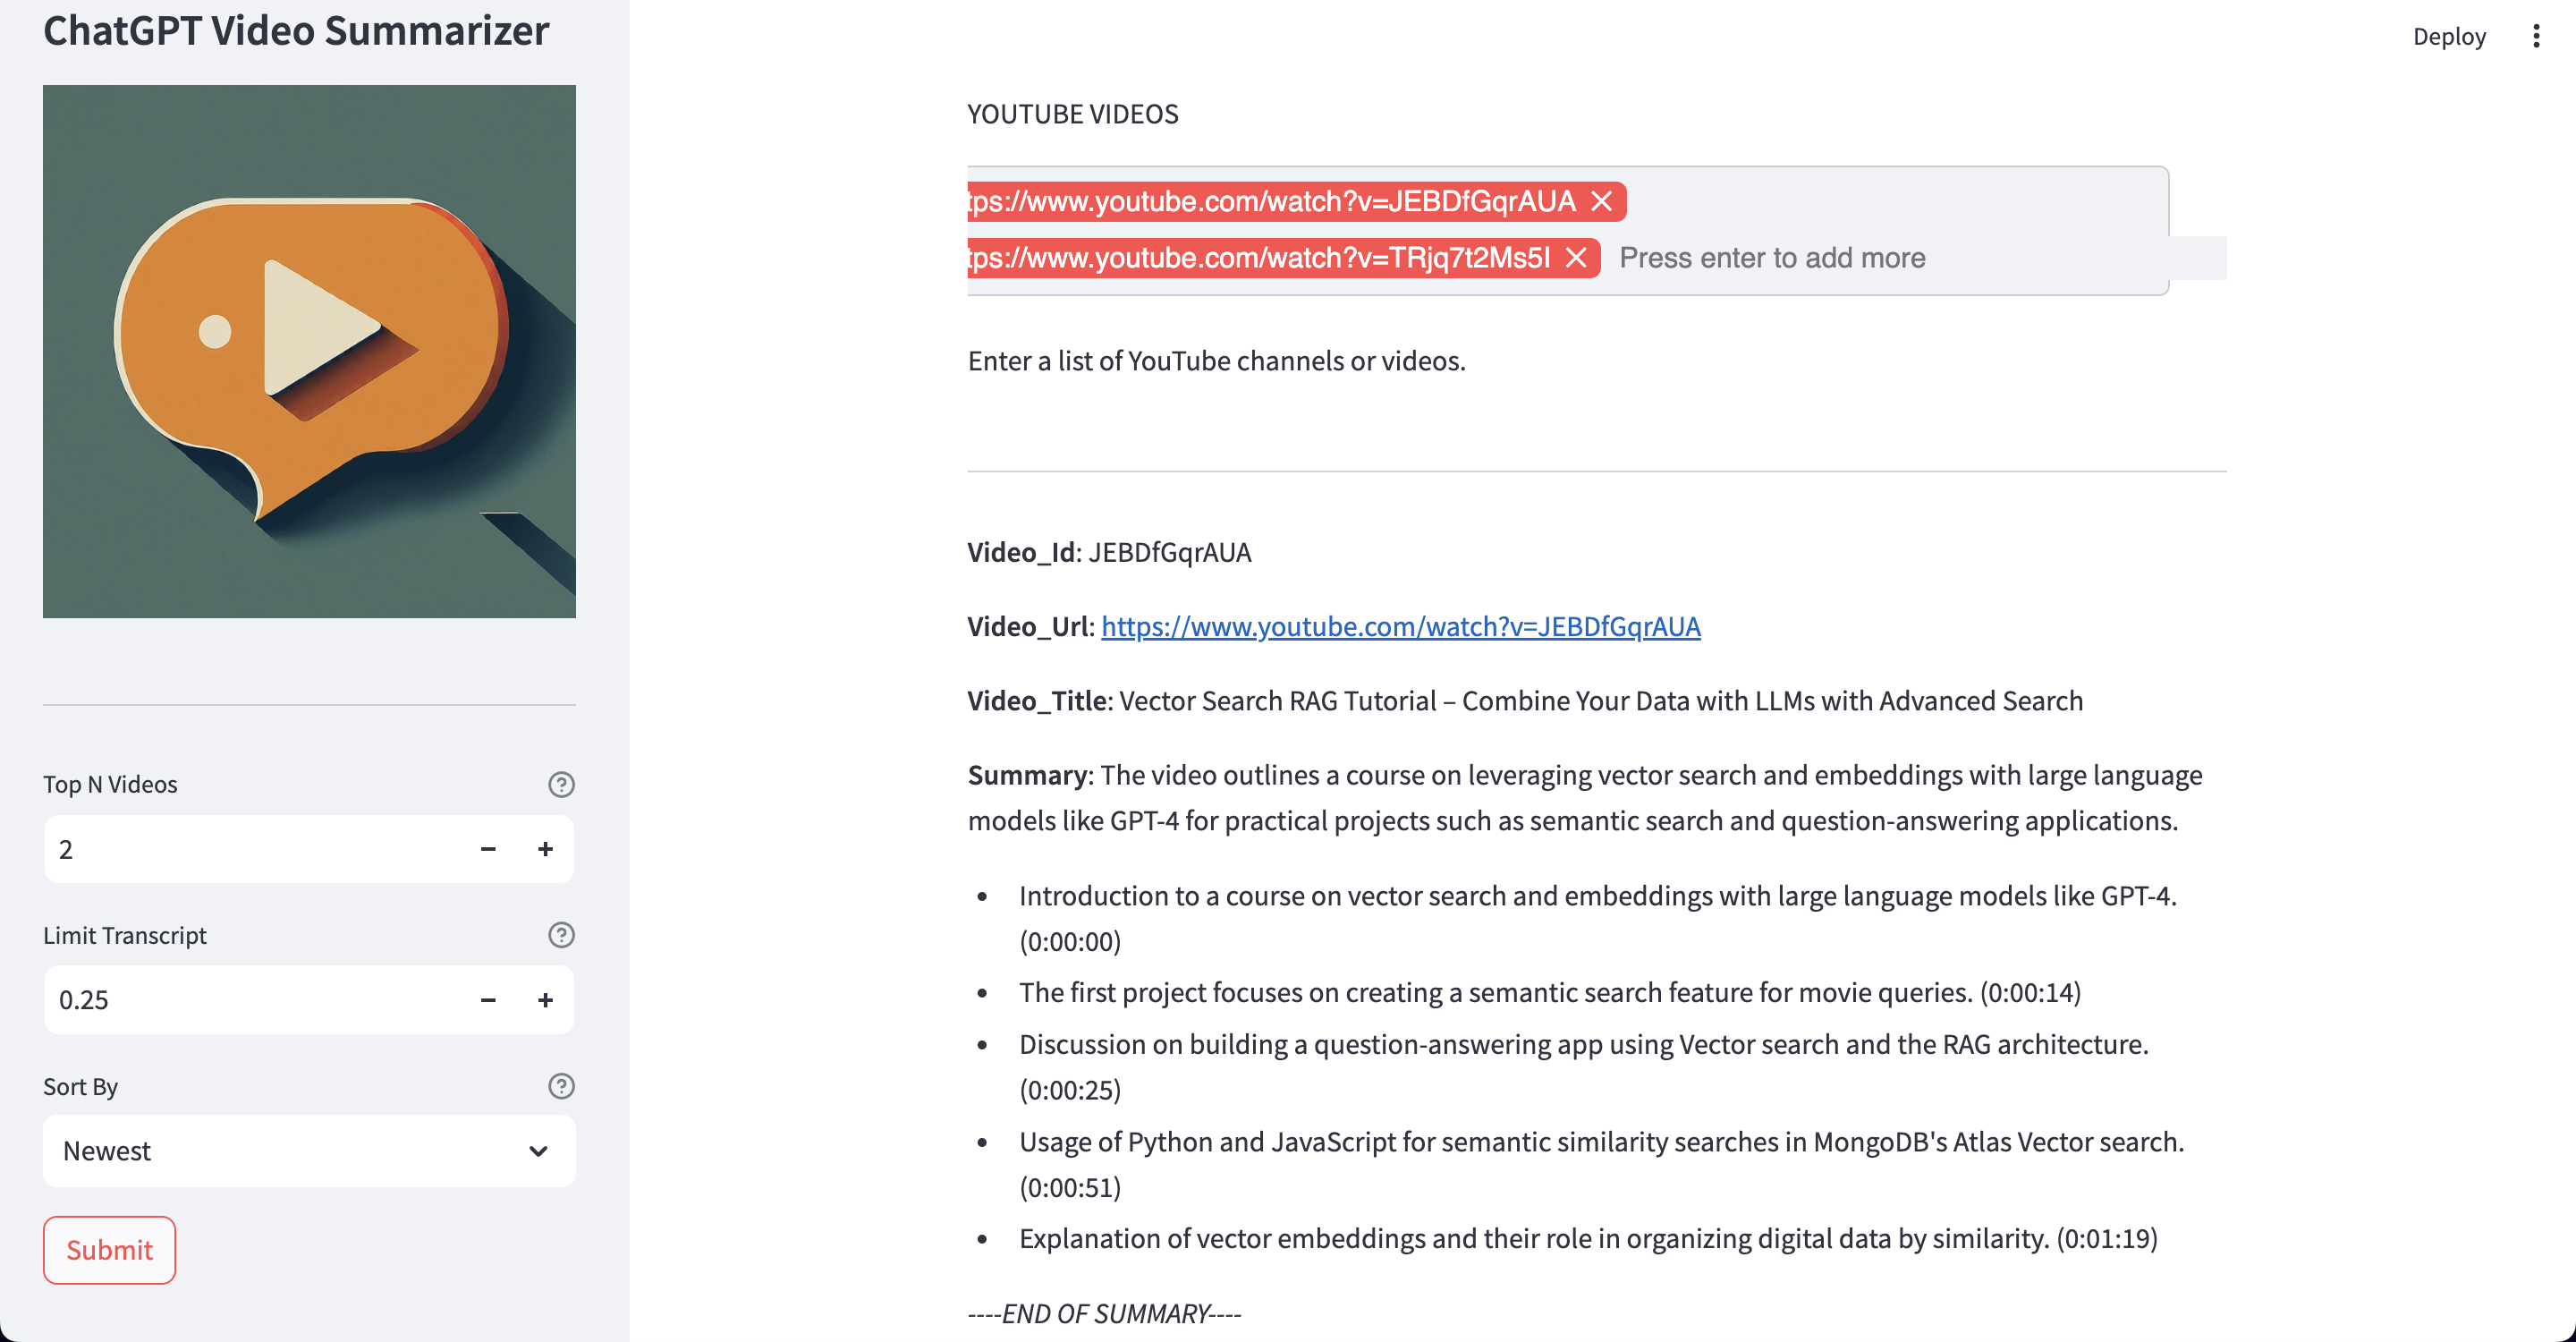 ChatGPT Video Summarizer
Top N Videos
2
Limit Transcript
0.25
Sort By
Newest
Submit
Deploy
YOUTUBE VIDEOS
tps://www.youtube.com/watch?v=JEBDfGqrAUA
tps://www.youtube.com/watch?v=TRjq7t2Ms5I Press enter to add more
Enter a list of YouTube channels or videos.
Video_Id: JEBDfGqrAUA
Video_Url: https://www.youtube.com/watch?v=JEBDfGqrAUA
Video_Title: Vector Search RAG Tutorial – Combine Your Data with LLMs with Advanced Search
Summary: The video outlines a course on leveraging vector search and embeddings with large language
models like GPT-4 for practical projects such as semantic search and question-answering applications.
• Introduction to a course on vector search and embeddings with large language models like GPT-4.
(0:00:00)
• The first project focuses on creating a semantic search feature for movie queries. (0:00:14)
• Discussion on building a question-answering app using Vector search and the RAG architecture.
(0:00:25)
• Usage of Python and JavaScript for semantic similarity searches in MongoDB's Atlas Vector search.
(0:00:51)
• Explanation of vector embeddings and their role in organizing digital data by similarity. (0:01:19)
----END OF SUMMARY----